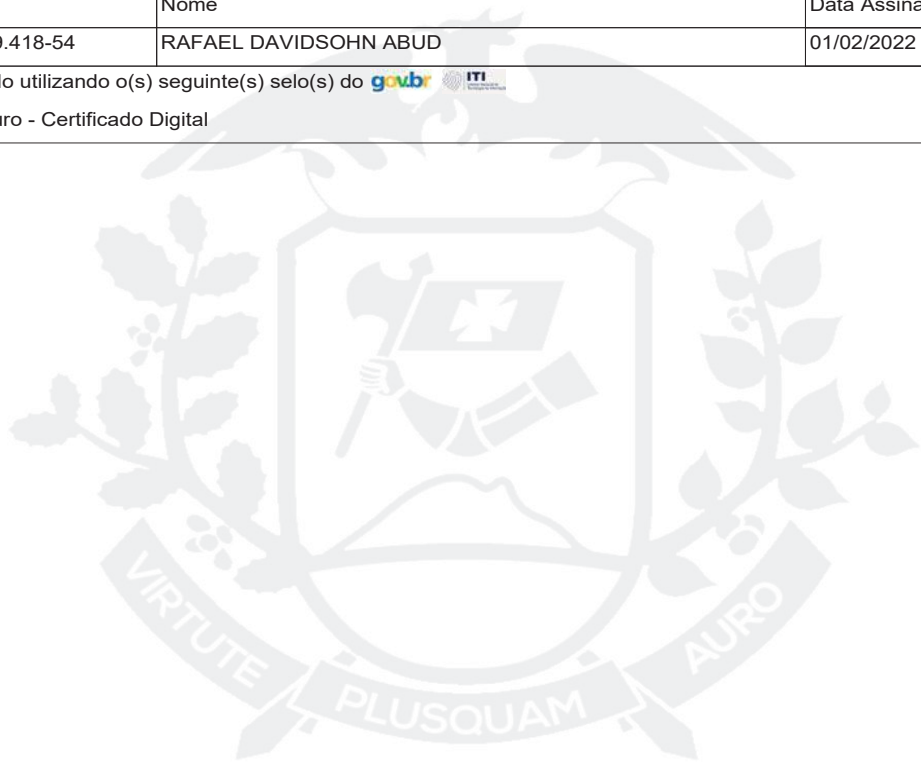 Nome Data Assina
9.418-54 RAFAEL DAVIDSOHN ABUD 01/02/2022
o utilizando o(s) seguinte(s) selo(s) do gov.br ITI
uro - Certificado Digital
VIRTUTE PLUSQUAM AURO